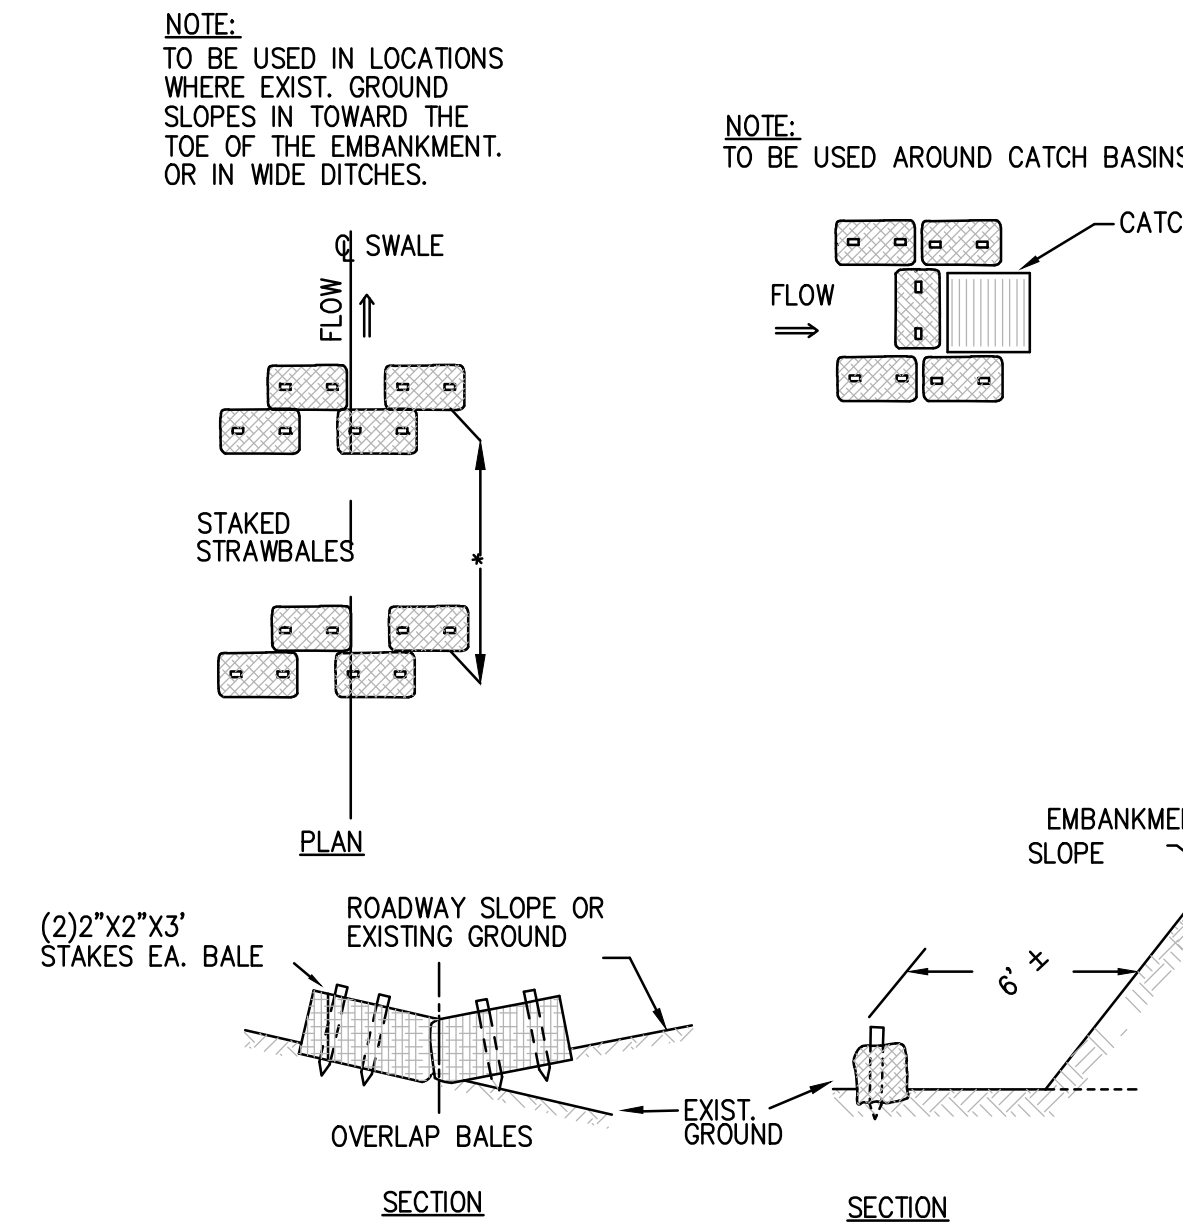 NOTE:
TO BE USED IN LOCATIONS
WHERE EXIST. GROUND
SLOPES IN TOWARD THE
TOE OF THE EMBANKMENT.
OR IN WIDE DITCHES.
NOTE:
TO BE USED AROUND CATCH BASINS
℄ SWALE
FLOW
CATC
FLOW
STAKED
STRAWBALES
*
PLAN
EMBANKME
SLOPE
(2)2"X2"X3'
STAKES EA. BALE
ROADWAY SLOPE OR
EXISTING GROUND
6' ±
EXIST.
GROUND
OVERLAP BALES
SECTION
SECTION